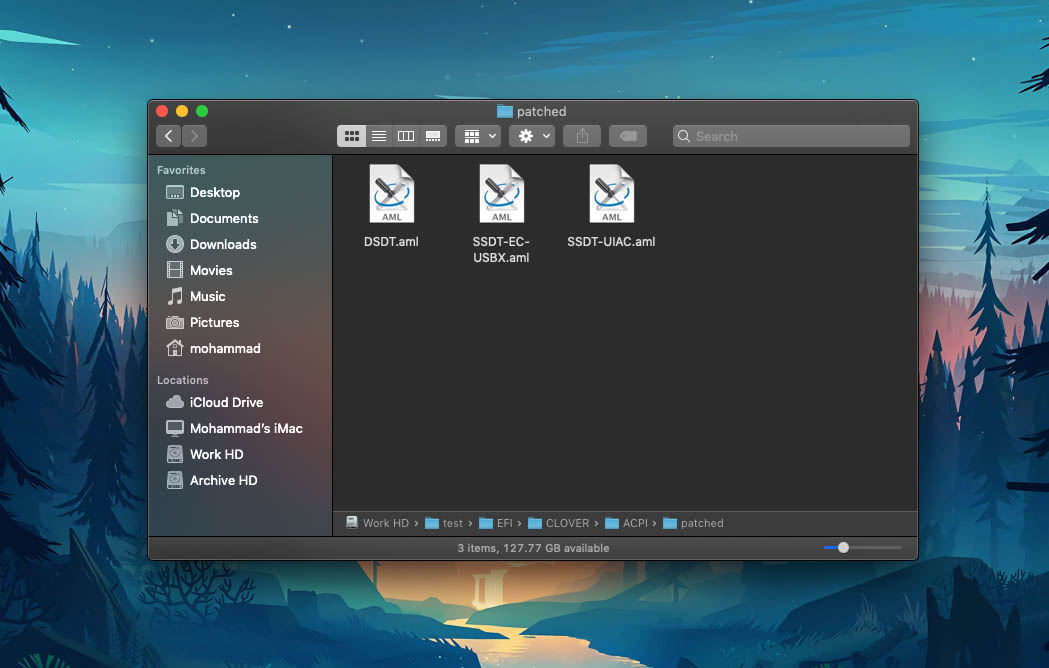 patched
Search
Favorites
Desktop
Documents
Downloads
Movies
Music
Pictures
mohammad
Locations
iCloud Drive
Mohammad's iMac
Work HD
Archive HD
AML
AML
AML
DSDT.aml
SSDT-EC-
USBX.aml
SSDT-UIAC.aml
Work HD › test › EFI › CLOVER › ACPI › patched
3 items, 127.77 GB available